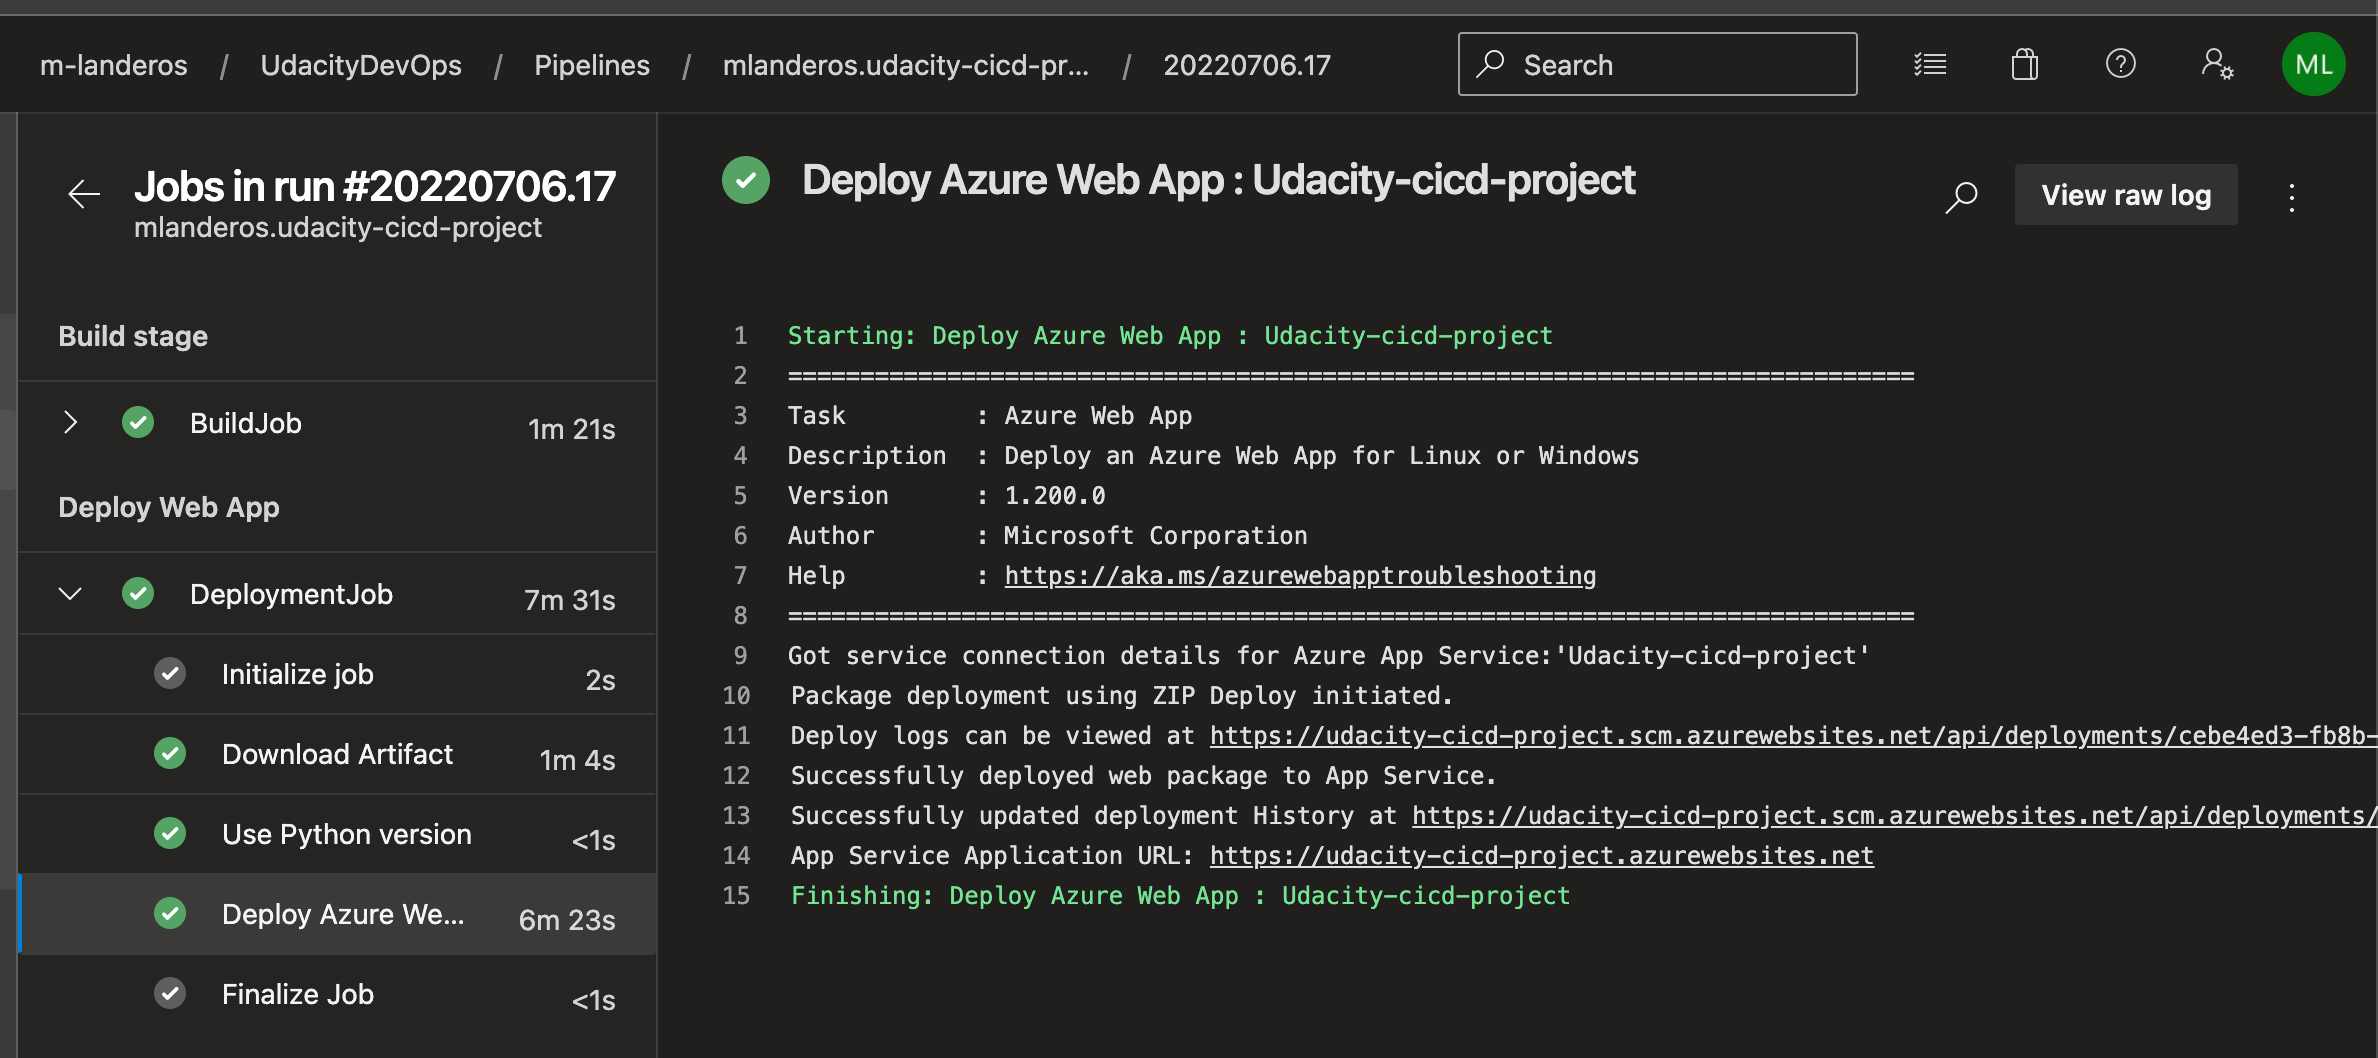 m-landeros / UdacityDevOps / Pipelines / mlanderos.udacity-cicd-pr... / 20220706.17
Search
ML
Jobs in run #20220706.17
mlanderos.udacity-cicd-project
Build stage
BuildJob 1m 21s
Deploy Web App
DeploymentJob 7m 31s
Initialize job 2s
Download Artifact 1m 4s
Use Python version <1s
Deploy Azure We... 6m 23s
Finalize Job <1s
Deploy Azure Web App : Udacity-cicd-project
View raw log
1 Starting: Deploy Azure Web App : Udacity-cicd-project
2 ==============================================================================
3 Task         : Azure Web App
4 Description  : Deploy an Azure Web App for Linux or Windows
5 Version      : 1.200.0
6 Author       : Microsoft Corporation
7 Help         : https://aka.ms/azurewebapptroubleshooting
8 ==============================================================================
9 Got service connection details for Azure App Service:'Udacity-cicd-project'
10 Package deployment using ZIP Deploy initiated.
11 Deploy logs can be viewed at https://udacity-cicd-project.scm.azurewebsites.net/api/deployments/cebe4ed3-fb8b-
12 Successfully deployed web package to App Service.
13 Successfully updated deployment History at https://udacity-cicd-project.scm.azurewebsites.net/api/deployments/
14 App Service Application URL: https://udacity-cicd-project.azurewebsites.net
15 Finishing: Deploy Azure Web App : Udacity-cicd-project